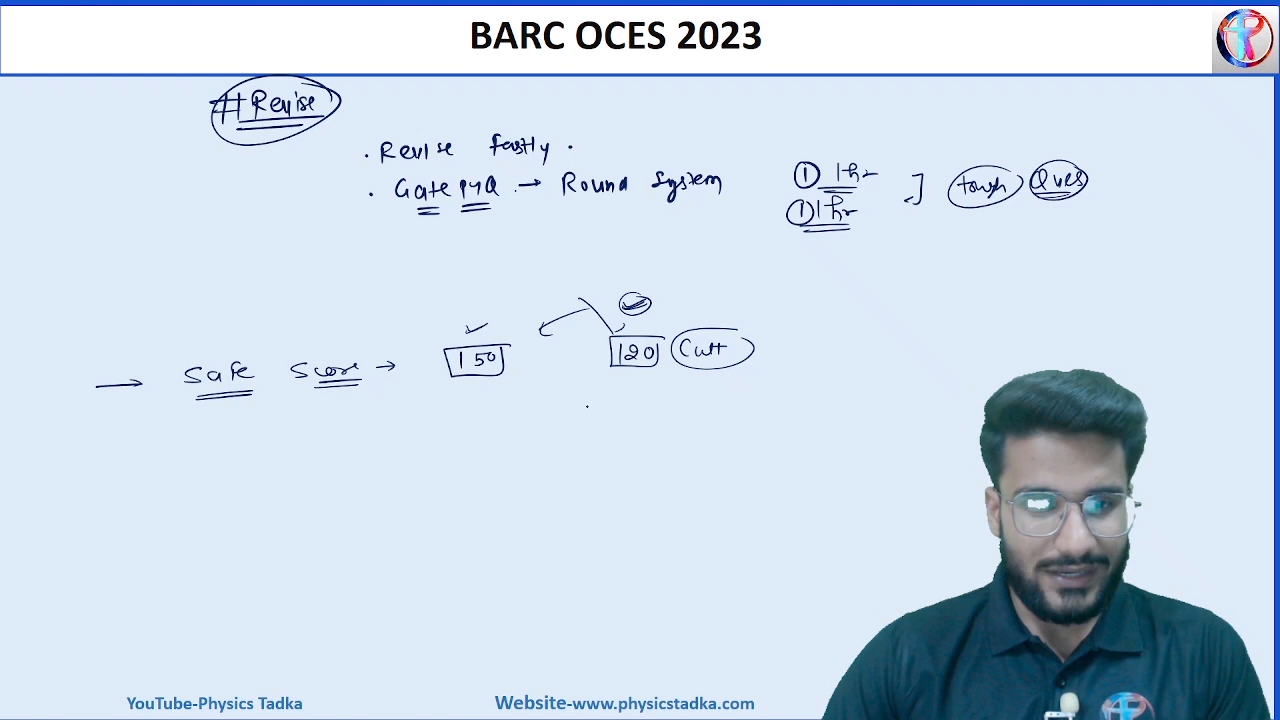 BARC OCES 2023
#Revise
. Revise fastly .
. Gate PYQ → Round System ① 1 hr ] tough Ques
① 1 hr
→ Safe Score → 150 120 Cutt
YouTube-Physics Tadka Website-www.physicstadka.com